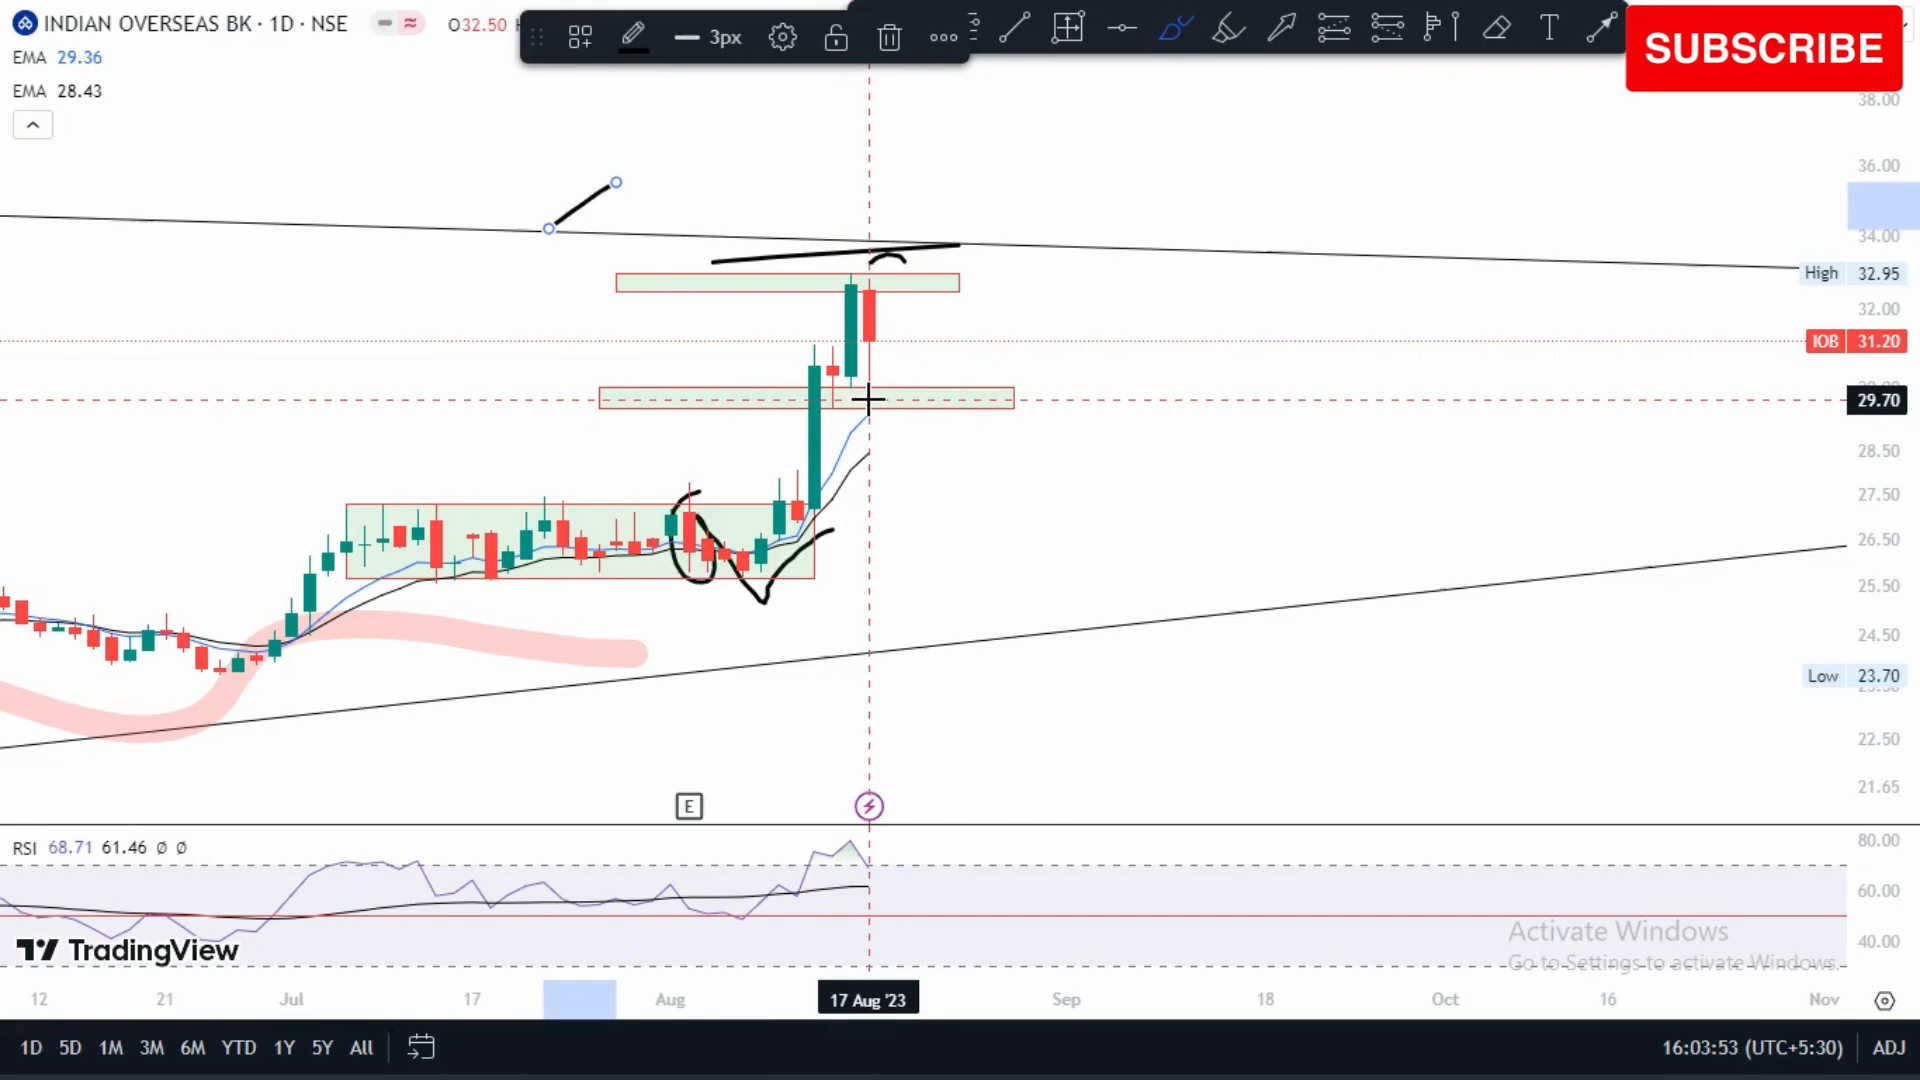 INDIAN OVERSEAS BK · 1D · NSE
O32.50
3px
SUBSCRIBE
EMA 29.36
EMA 28.43
38.00
36.00
34.00
High 32.95
32.00
IOB 31.20
29.70
28.50
27.50
26.50
25.50
24.50
Low 23.70
22.50
21.65
E
RSI 68.71 61.46 Ø Ø
80.00
60.00
40.00
TradingView
Activate Windows
Go to Settings to activate Windows.
12 21 Jul 17 Aug 17 Aug '23 Sep 18 Oct 16 Nov
1D 5D 1M 3M 6M YTD 1Y 5Y All
16:03:53 (UTC+5:30) ADJ